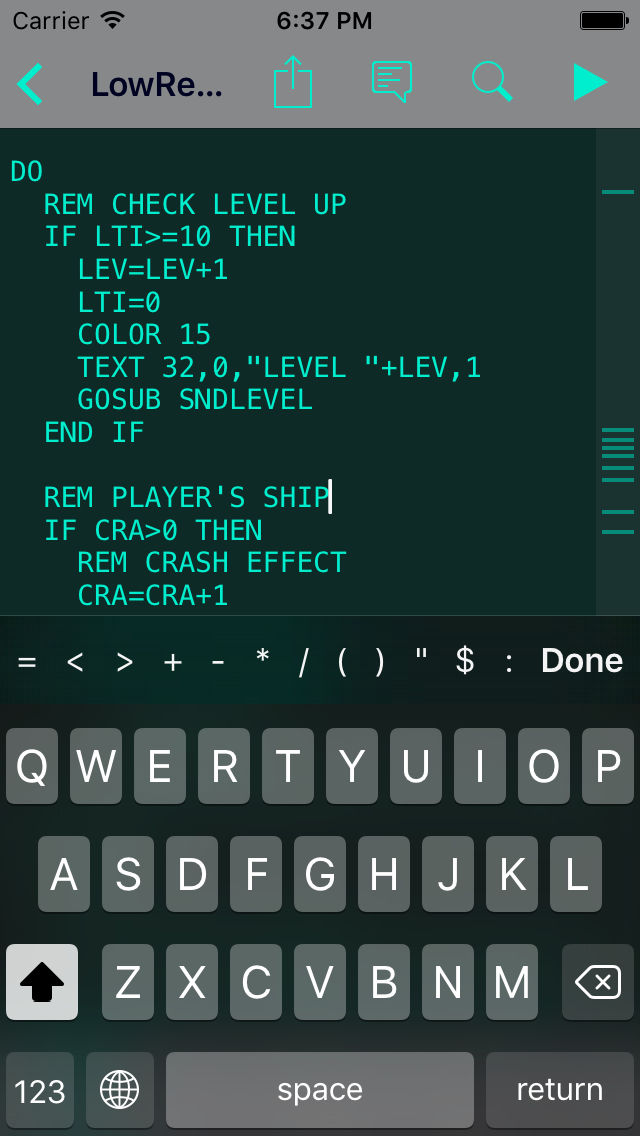 Carrier 6:37 PM
LowRe...
DO
REM CHECK LEVEL UP
IF LTI>=10 THEN
LEV=LEV+1
LTI=0
COLOR 15
TEXT 32,0,"LEVEL "+LEV,1
GOSUB SNDLEVEL
END IF
REM PLAYER'S SHIP
IF CRA>0 THEN
REM CRASH EFFECT
CRA=CRA+1
= < > + - * / ( ) " $ : Done
Q W E R T Y U I O P
A S D F G H J K L
Z X C V B N M
123 space return